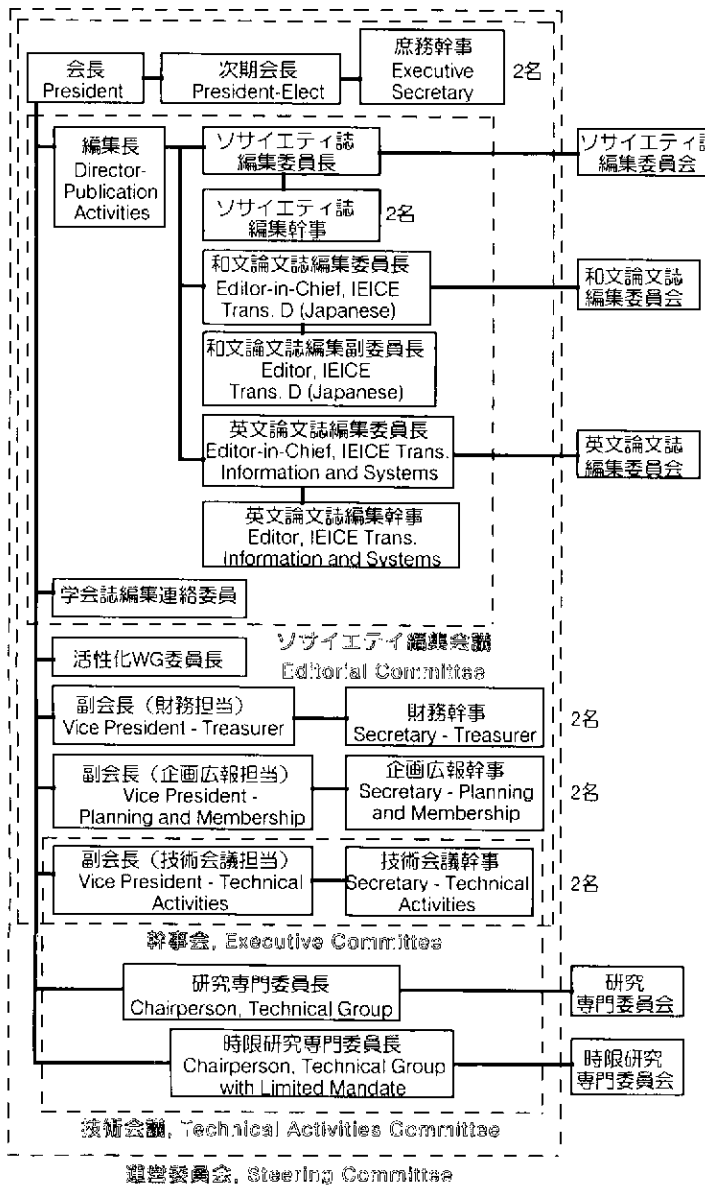 会長
President
次期会長
President-Elect
庶務幹事
Executive
Secretary
2名
編集長
Director-
Publication
Activities
ソサイエティ誌
編集委員長
ソサイエティ誌
編集委員会
ソサイエティ誌
編集幹事
2名
和文論文誌編集委員長
Editor-in-Chief, IEICE
Trans. D (Japanese)
和文論文誌
編集委員会
和文論文誌編集副委員長
Editor, IEICE
Trans. D (Japanese)
英文論文誌編集委員長
Editor-in-Chief, IEICE Trans.
Information and Systems
英文論文誌
編集委員会
英文論文誌編集幹事
Editor, IEICE Trans.
Information and Systems
学会誌編集連絡委員
ソサイエティ編集会議
Editorial Committee
活性化WG委員長
副会長（財務担当）
Vice President - Treasurer
財務幹事
Secretary - Treasurer
2名
副会長（企画広報担当）
Vice President -
Planning and Membership
企画広報幹事
Secretary - Planning
and Membership
2名
副会長（技術会議担当）
Vice President - Technical
Activities
技術会議幹事
Secretary - Technical
Activities
2名
幹事会, Executive Committee
研究専門委員長
Chairperson, Technical Group
研究
専門委員会
時限研究専門委員長
Chairperson, Technical Group
with Limited Mandate
時限研究
専門委員会
技術会議, Technical Activities Committee
運営委員会, Steering Committee